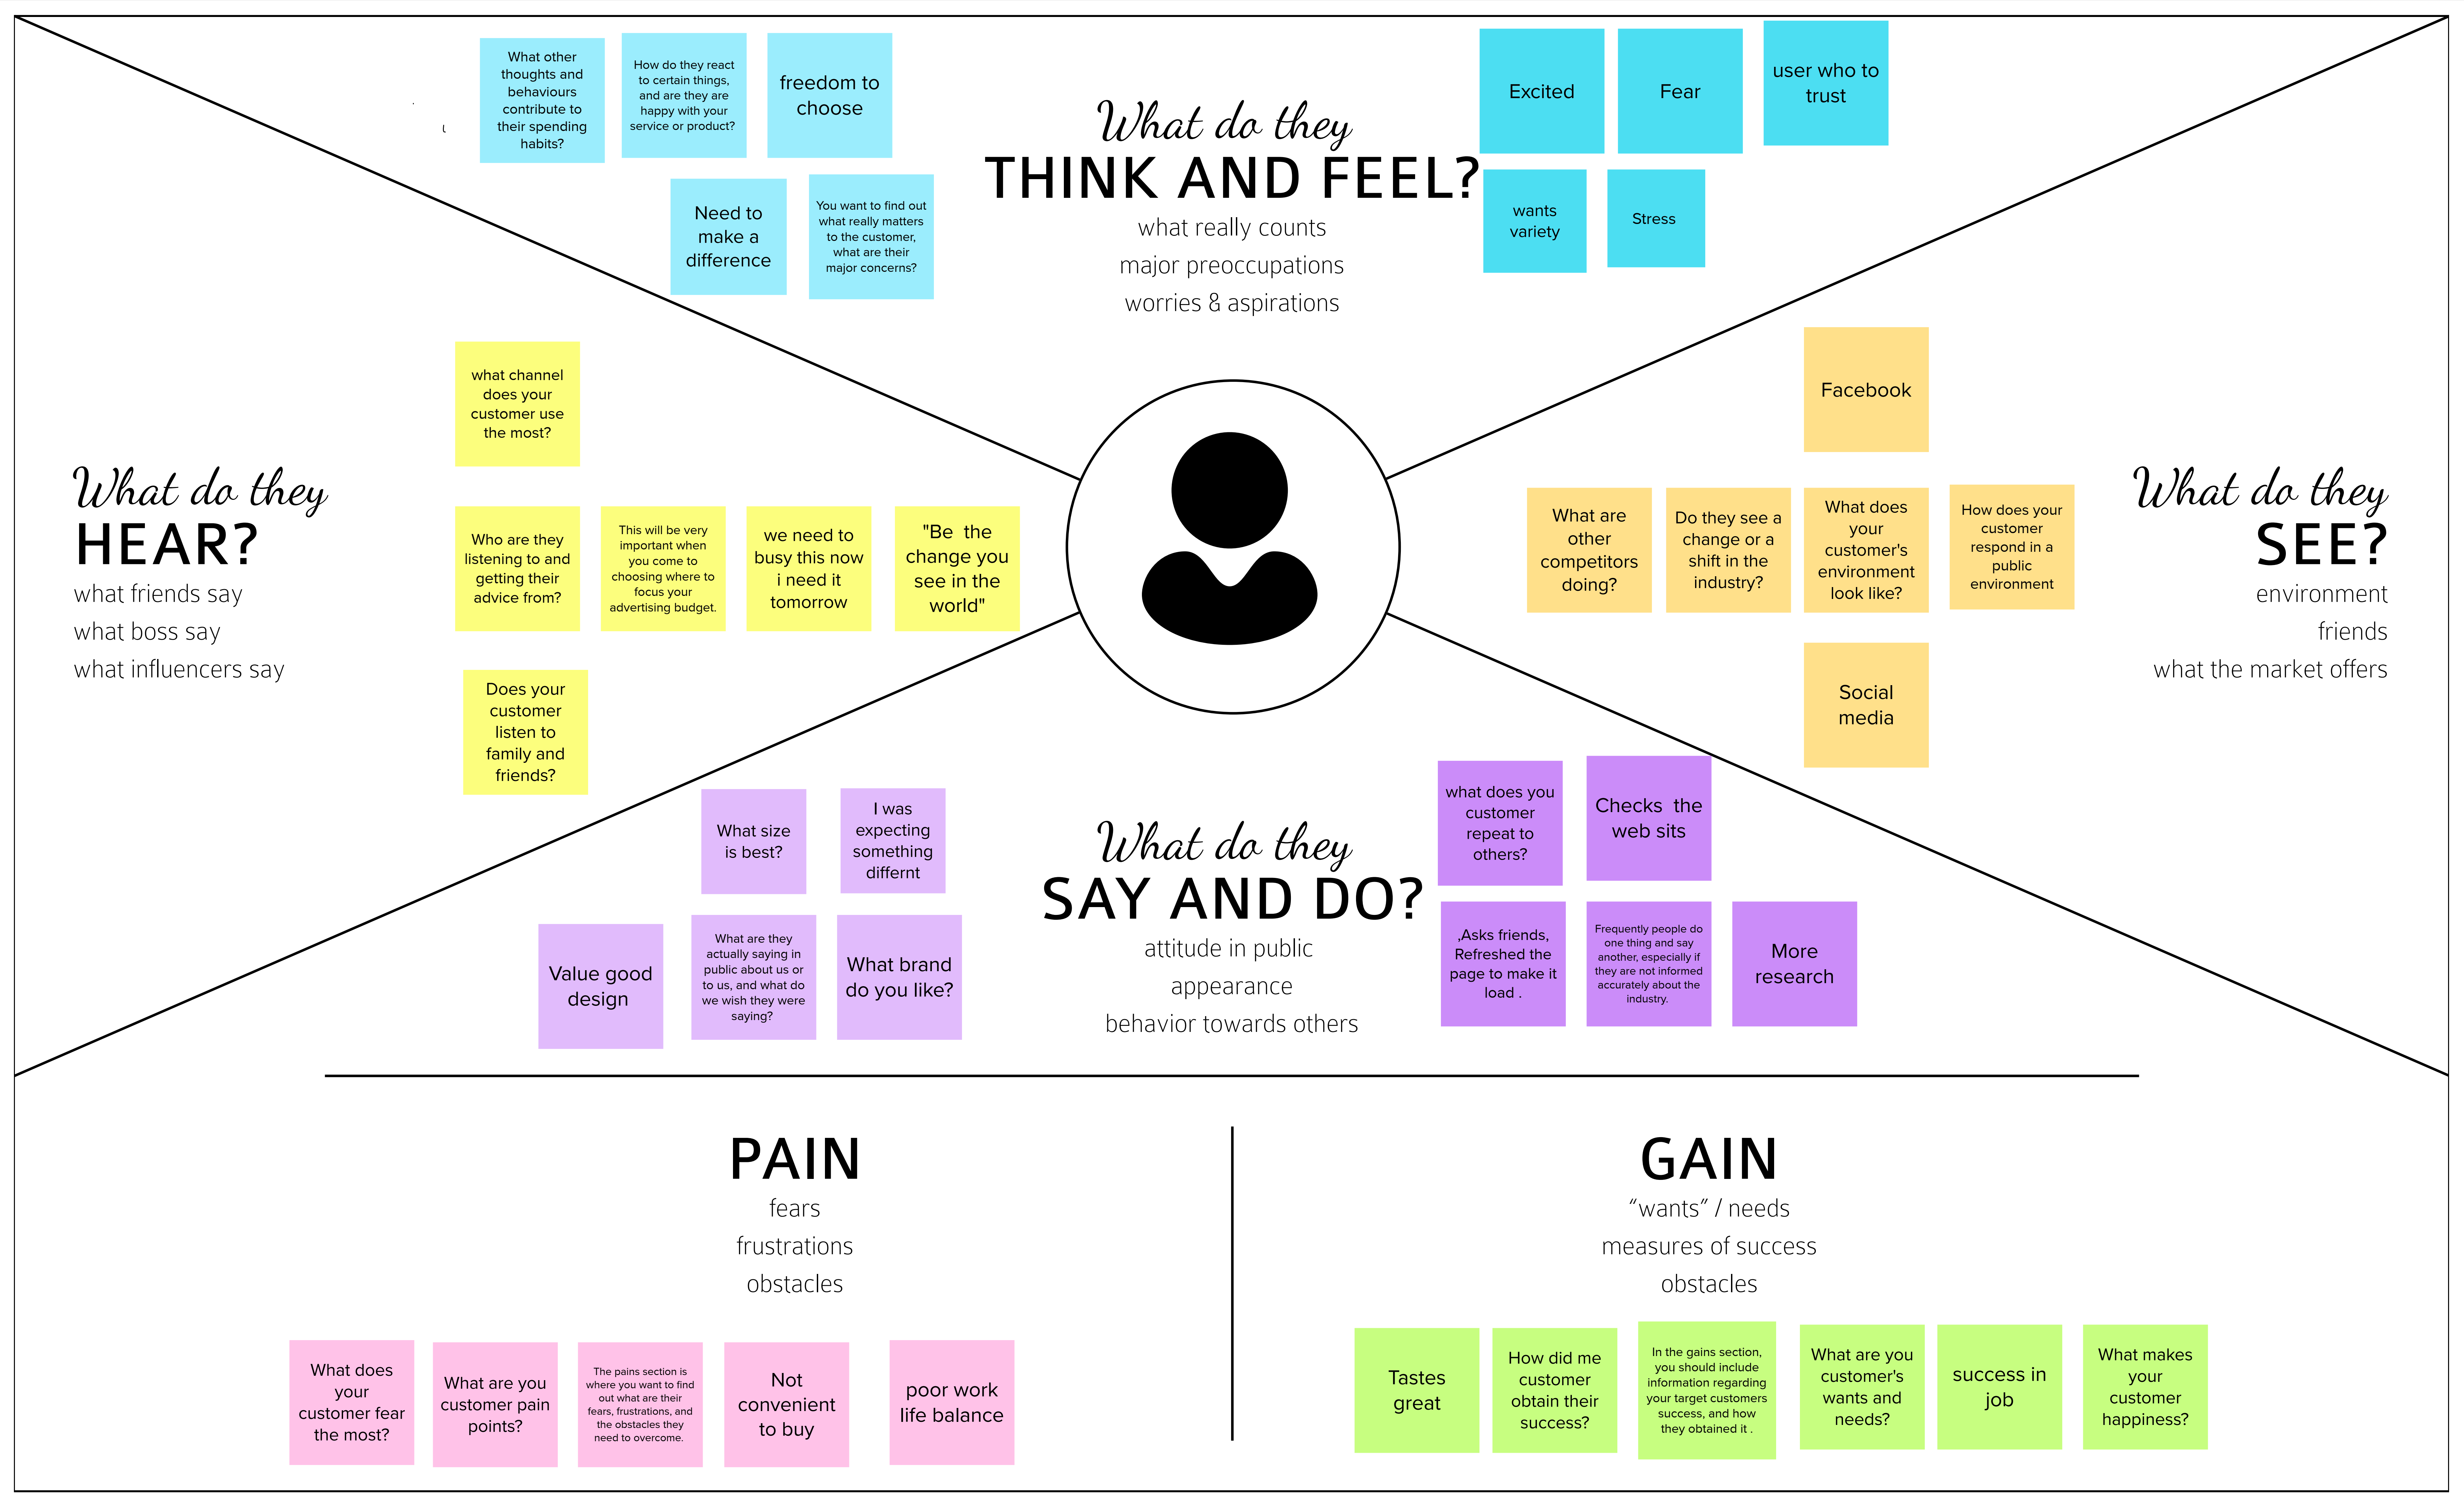 What other
thoughts and
behaviours
contribute to
their spending
habits?
How do they react
to certain things,
and are they are
happy with your
service or product?
freedom to
choose
Need to
make a
difference
You want to find out
what really matters
to the customer,
what are their
major concerns?
What do they
THINK AND FEEL?
what really counts
major preoccupations
worries & aspirations
Excited
Fear
user who to
trust
wants
variety
Stress
What do they
HEAR?
what friends say
what boss say
what influencers say
what channel
does your
customer use
the most?
Who are they
listening to and
getting their
advice from?
This will be very
important when
you come to
choosing where to
focus your
advertising budget.
we need to
busy this now
i need it
tomorrow
"Be  the
change you
see in the
world"
Does your
customer
listen to
family and
friends?
Facebook
What are
other
competitors
doing?
Do they see a
change or a
shift in the
industry?
What does
your
customer's
environment
look like?
How does your
customer
respond in a
public
environment
Social
media
What do they
SEE?
environment
friends
what the market offers
What size
is best?
I was
expecting
something
differnt
Value good
design
What are they
actually saying in
public about us or
to us, and what do
we wish they were
saying?
What brand
do you like?
What do they
SAY AND DO?
attitude in public
appearance
behavior towards others
what does you
customer
repeat to
others?
Checks  the
web sits
,Asks friends,
Refreshed the
page to make it
load .
Frequently people do
one thing and say
another, especially if
they are not informed
accurately about the
industry.
More
research
PAIN
fears
frustrations
obstacles
What does
your
customer fear
the most?
What are you
customer pain
points?
The pains section is
where you want to find
out what are their
fears, frustrations, and
the obstacles they
need to overcome.
Not
convenient
to buy
poor work
life balance
GAIN
“wants” / needs
measures of success
obstacles
Tastes
great
How did me
customer
obtain their
success?
In the gains section,
you should include
information regarding
your target customers
success, and how
they obtained it .
What are you
customer's
wants and
needs?
success in
job
What makes
your
customer
happiness?